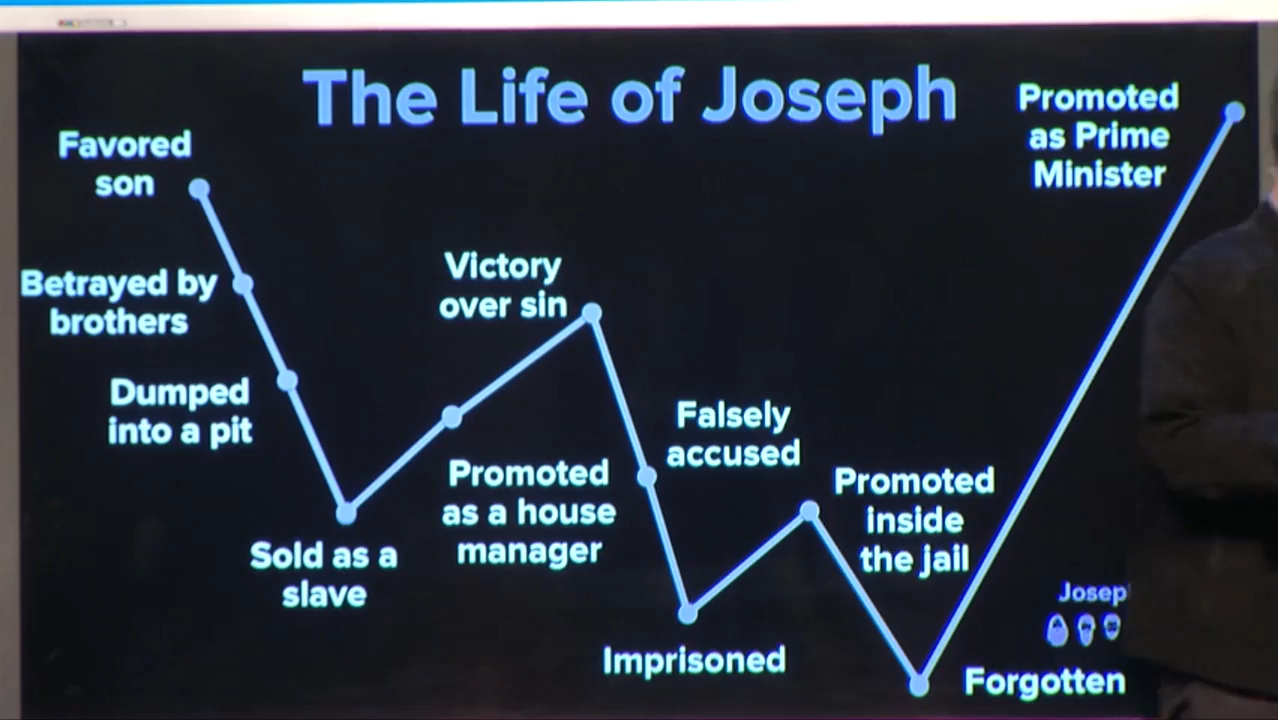 The Life of Joseph
Favored
son
Betrayed by
brothers
Dumped
into a pit
Sold as a
slave
Promoted
as a house
manager
Victory
over sin
Falsely
accused
Imprisoned
Promoted
inside
the jail
Forgotten
Promoted
as Prime
Minister